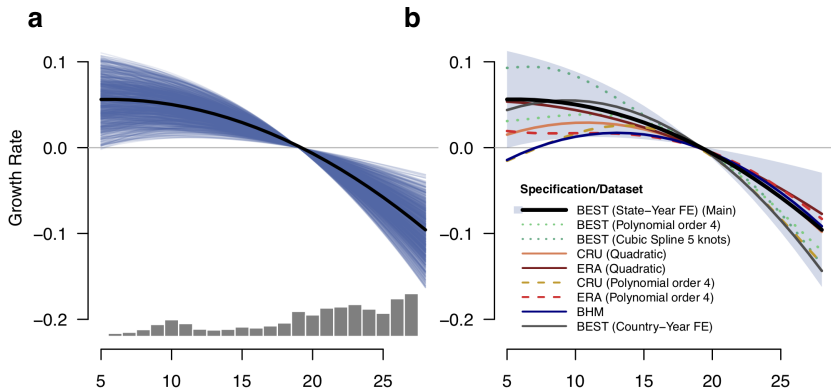 a
b
Growth Rate
0.1
0.0
−0.1
−0.2
5
10
15
20
25
0.1
0.0
−0.1
−0.2
Specification/Dataset
BEST (State−Year FE) (Main)
BEST (Polynomial order 4)
BEST (Cubic Spline 5 knots)
CRU (Quadratic)
ERA (Quadratic)
CRU (Polynomial order 4)
ERA (Polynomial order 4)
BHM
BEST (Country−Year FE)
5
10
15
20
25